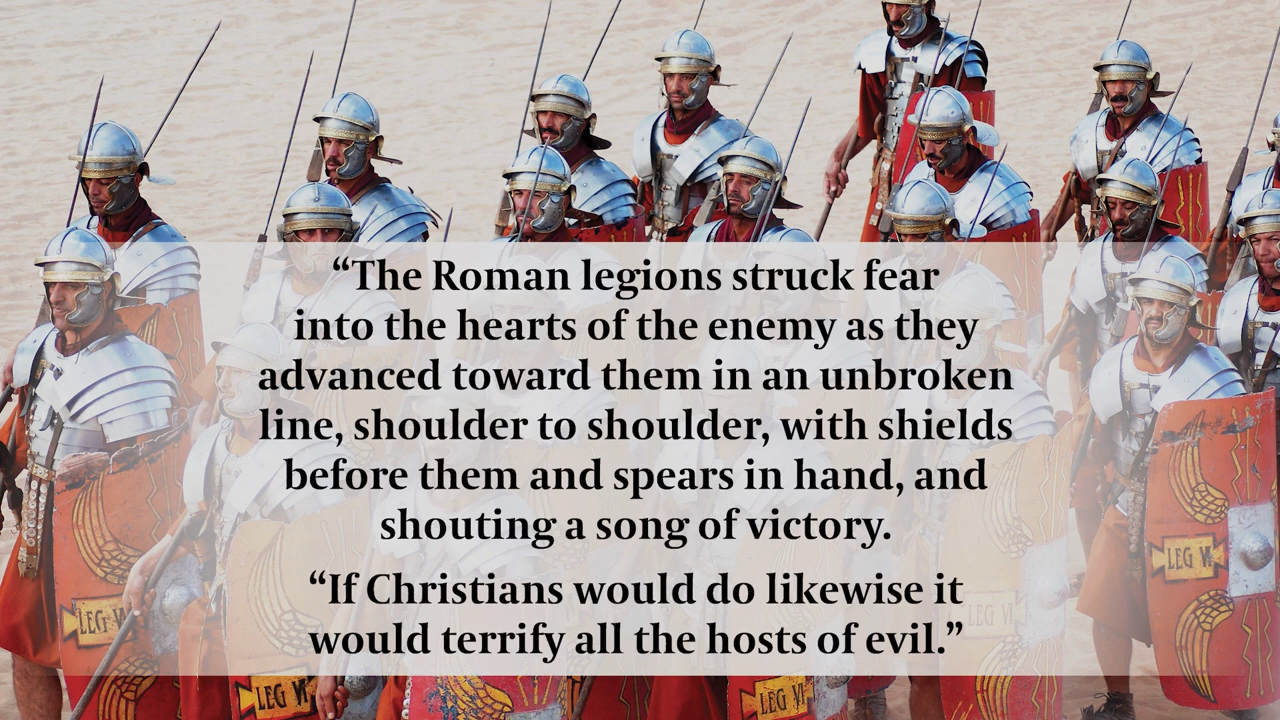 “The Roman legions struck fear
into the hearts of the enemy as they
advanced toward them in an unbroken
line, shoulder to shoulder, with shields
before them and spears in hand, and
shouting a song of victory.
“If Christians would do likewise it
would terrify all the hosts of evil.”
LEG VI
LEG VI
LEG VI
LEG VI
LEG VI